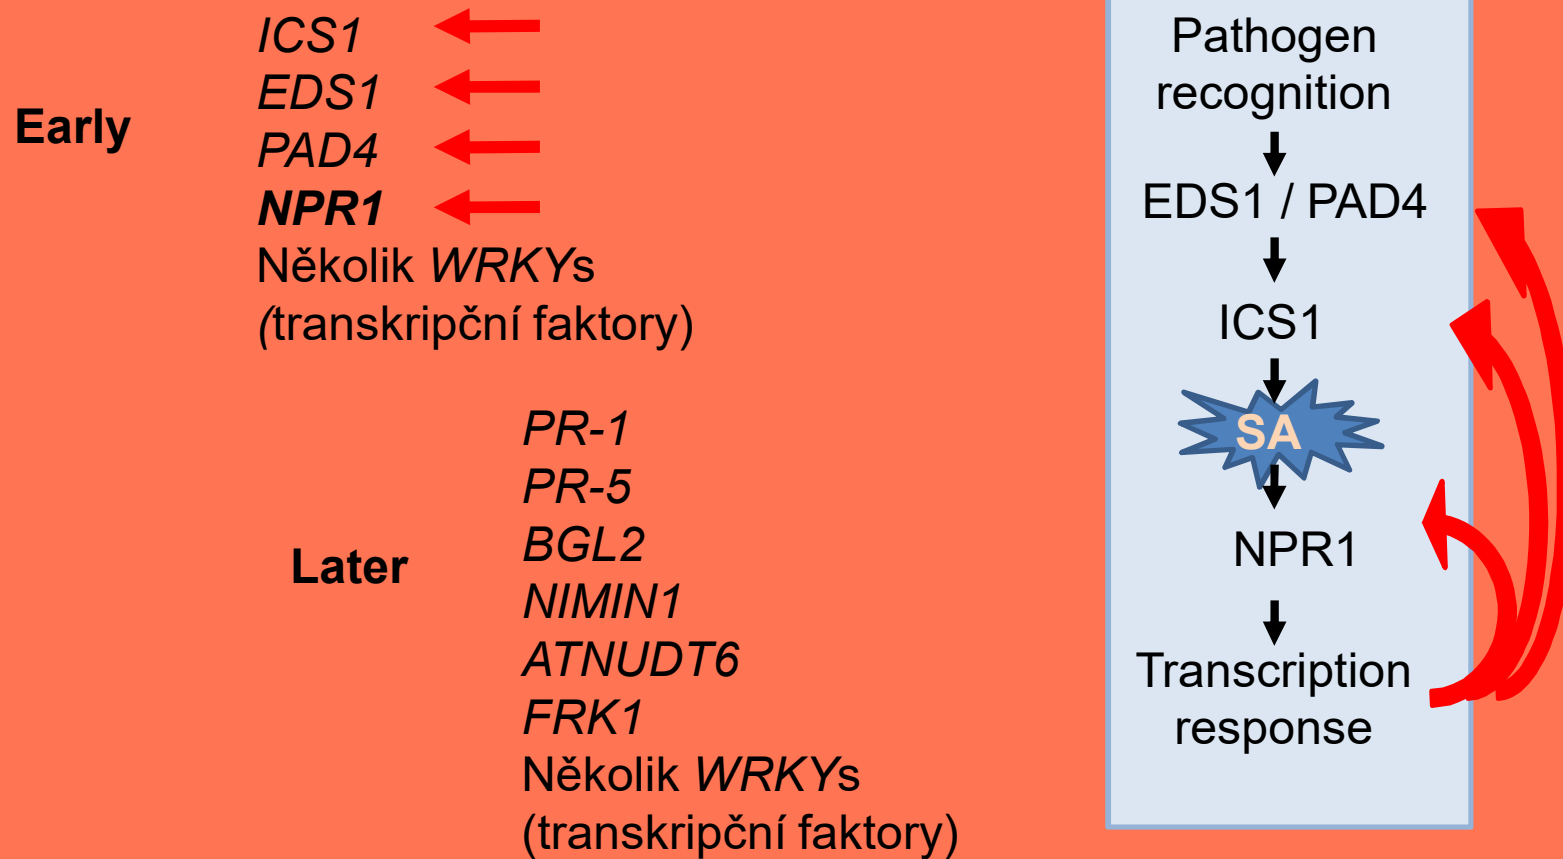 Early
ICS1
EDS1
PAD4
NPR1
Několik WRKYs
(transkripční faktory)
Later
PR-1
PR-5
BGL2
NIMIN1
ATNUDT6
FRK1
Několik WRKYs
(transkripční faktory)
Pathogen
recognition
EDS1 / PAD4
ICS1
SA
NPR1
Transcription
response